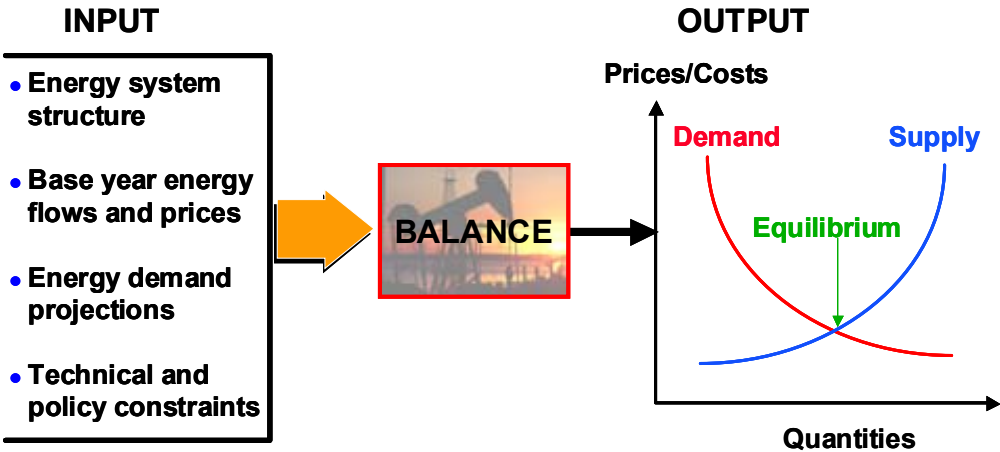 INPUT
• Energy system
structure
• Base year energy
flows and prices
• Energy demand
projections
• Technical and
policy constraints
BALANCE
OUTPUT
Prices/Costs
Demand
Supply
Equilibrium
Quantities